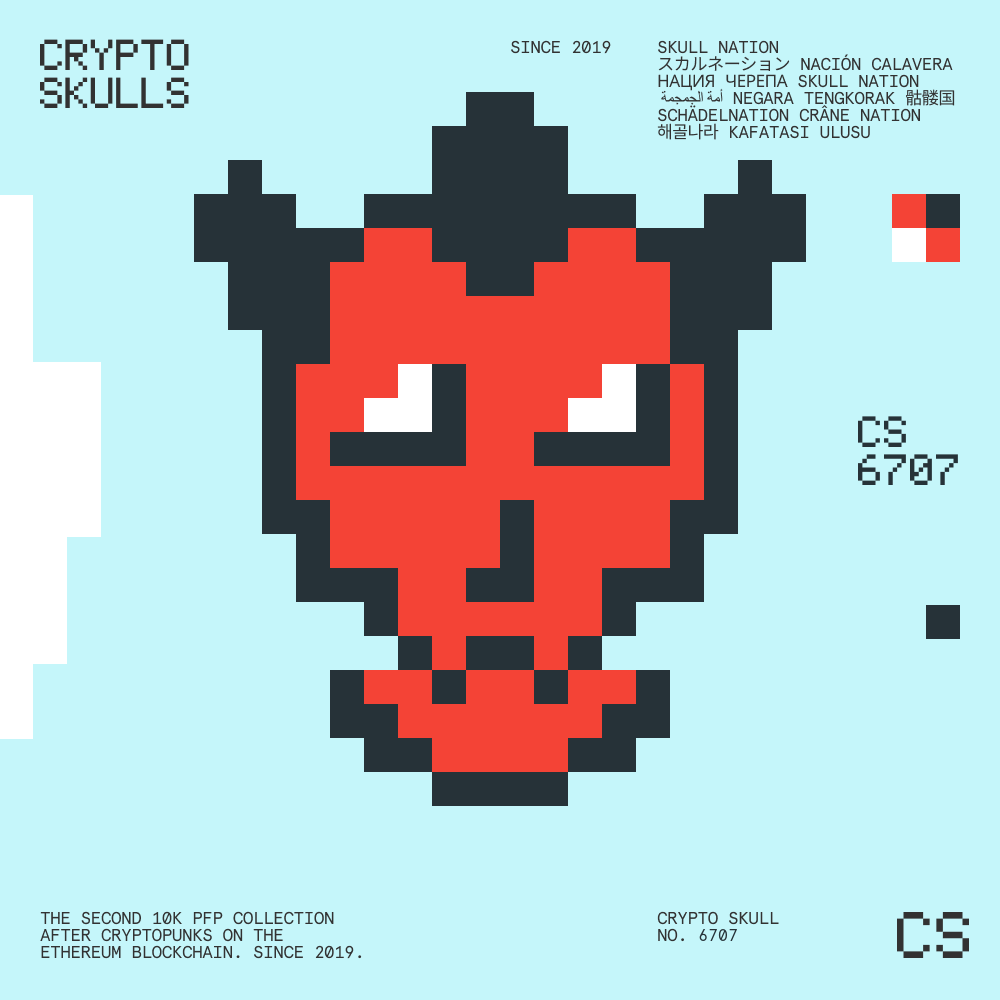 CRYPTO
SKULLS
SINCE 2019
SKULL NATION
スカルネーション NACIÓN CALAVERA
НАЦИЯ ЧЕРЕПА SKULL NATION
أمة الجمجمة NEGARA TENGKORAK 骷髅国
SCHÄDELNATION CRÂNE NATION
해골나라 KAFATASI ULUSU
CS
6707
THE SECOND 10K PFP COLLECTION
AFTER CRYPTOPUNKS ON THE
ETHEREUM BLOCKCHAIN. SINCE 2019.
CRYPTO SKULL
NO. 6707
CS